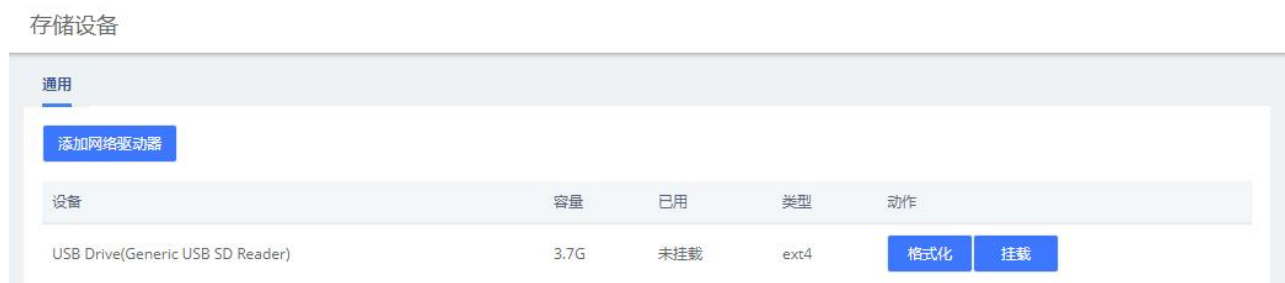 存储设备
通用
添加网络驱动器
设备 容量 已用 类型 动作
USB Drive(Generic USB SD Reader) 3.7G 未挂载 ext4 格式化 挂载